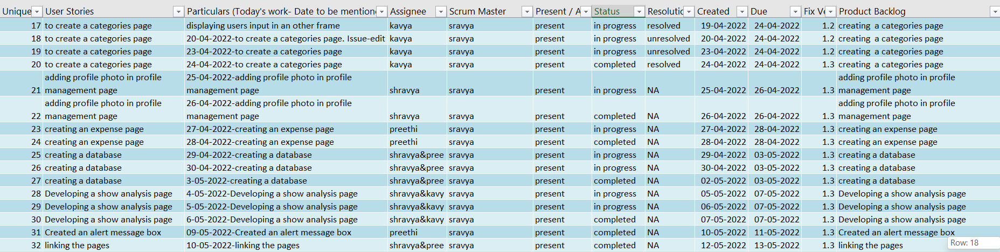 Unique User Stories Particulars (Today's work- Date to be mention Assignee Scrum Master Present / A Status Resolutic Created Due Fix Ve Product Backlog
17 to create a categories page displaying users input in an other frame kavya sravya present in progress resolved 19-04-2022 24-04-2022 1.2 creating a categories page
18 to create a categories page 20-04-2022-to create a categories page. Issue-edit kavya sravya present in progress unresolved 20-04-2022 24-04-2022 1.2 creating a categories page
19 to create a categories page 23-04-2022-to create a categories page kavya sravya present in progress unresolved 23-04-2022 24-04-2022 1.2 creating a categories page
20 to create a categories page 24-04-2022-to create a categories page kavya sravya present completed resolved 24-04-2022 24-04-2022 1.3 creating a categories page
adding profile photo in profile 25-04-2022-adding profile photo in profile adding profile photo in profile
21 management page management page shravya sravya present in progress NA 25-04-2022 26-04-2022 1.3 management page
adding profile photo in profile 26-04-2022-adding profile photo in profile adding profile photo in profile
22 management page management page shravya sravya present completed NA 26-04-2022 26-04-2022 1.3 management page
23 creating an expense page 27-04-2022-creating an expense page preethi sravya present in progress NA 27-04-2022 28-04-2022 1.3 creating an expense page
24 creating an expense page 28-04-2022-creating an expense page preethi sravya present completed NA 28-04-2022 28-04-2022 1.3 creating an expense page
25 creating a database 29-04-2022-creating a database shravya&pree sravya present in progress NA 29-04-2022 03-05-2022 1.3 creating a database
26 creating a database 30-04-2022-creating a database shravya&pree sravya present in progress NA 30-04-2022 03-05-2022 1.3 creating a database
27 creating a database 3-05-2022-creating a database shravya&pree sravya present completed NA 02-05-2022 03-05-2022 1.3 creating a database
28 Developing a show analysis page 4-05-2022-Developing a show analysis page shravya&kavy sravya present in progress NA 05-05-2022 07-05-2022 1.3 Developing a show analysis page
29 Developing a show analysis page 5-05-2022-Developing a show analysis page shravya&kavy sravya present in progress NA 06-05-2022 07-05-2022 1.3 Developing a show analysis page
30 Developing a show analysis page 6-05-2022-Developing a show analysis page shravya&kavy sravya present completed NA 07-05-2022 07-05-2022 1.3 Developing a show analysis page
31 Created an alert message box 09-05-2022-Created an alert message box preethi sravya present completed NA 10-05-2022 11-05-2022 1.3 Created an alert message box
32 linking the pages 10-05-2022-linking the pages shravya&pree sravya present completed NA 12-05-2022 13-05-2022 1.3 linking the pages
Row: 18